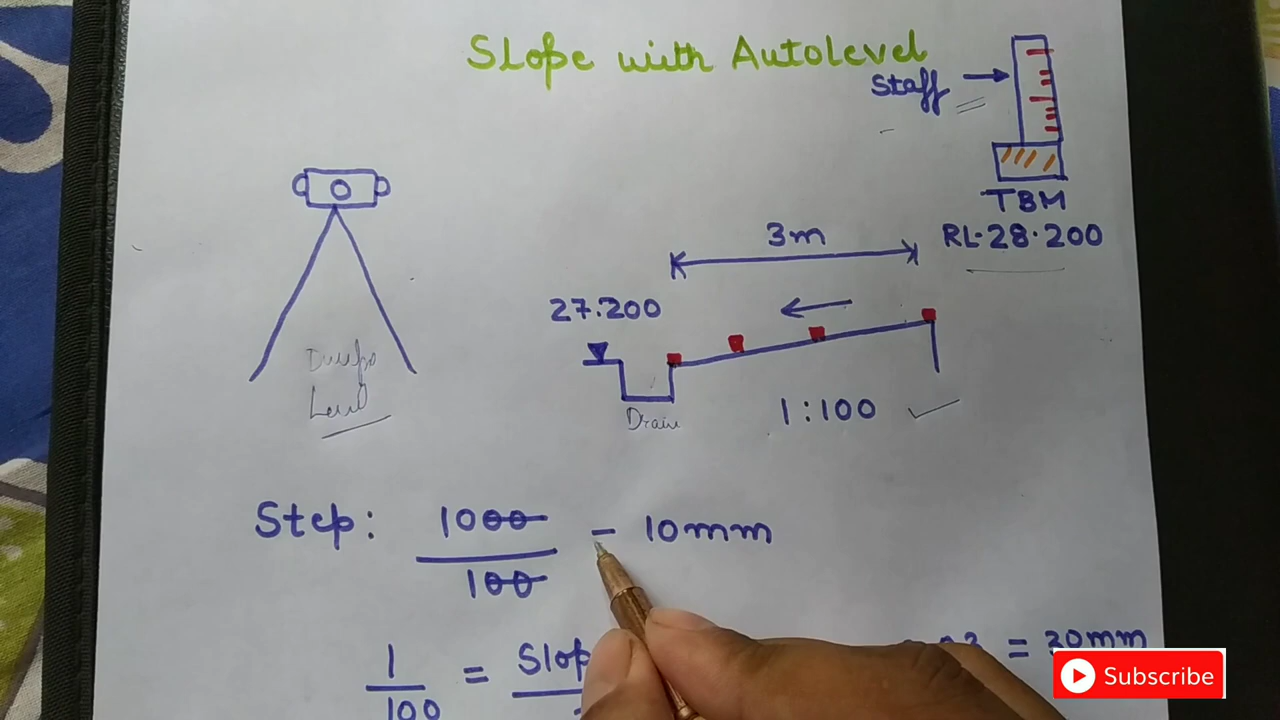 Slope with Autolevel
Staff
TBM
RL·28·200
3m
27.200
Drain
1:100
Level
Step: 1000
100
- 10mm
1
100
= Slop
= 30mm
Subscribe